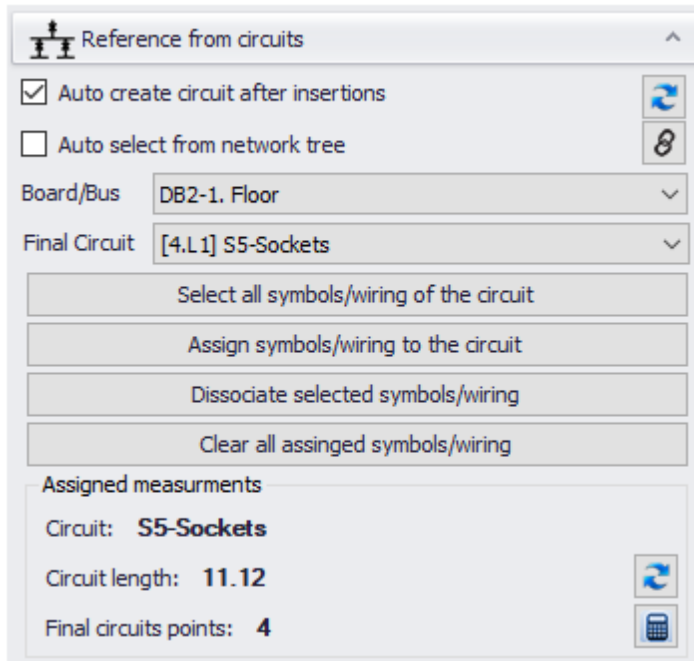 Reference from circuits
Auto create circuit after insertions
Auto select from network tree
Board/Bus DB2-1. Floor
Final Circuit [4.L1] S5-Sockets
Select all symbols/wiring of the circuit
Assign symbols/wiring to the circuit
Dissociate selected symbols/wiring
Clear all assinged symbols/wiring
Assigned measurments
Circuit: S5-Sockets
Circuit length: 11.12
Final circuits points: 4